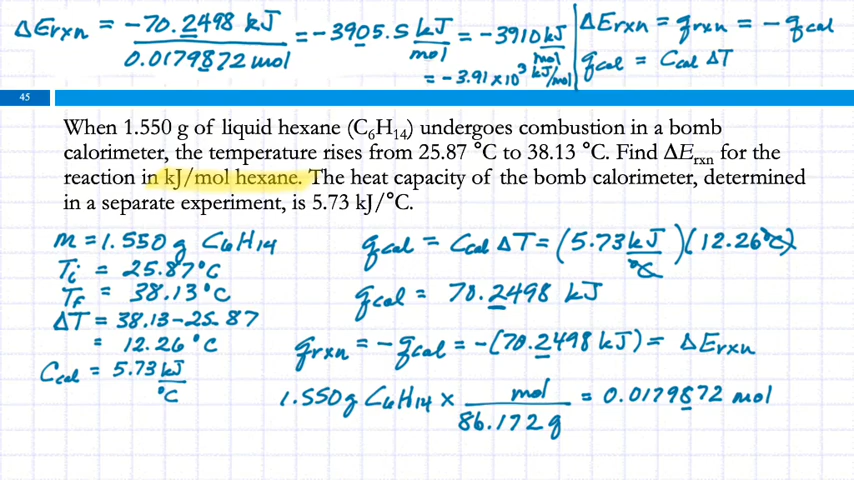 ΔErxn = -70.2498 kJ / 0.0179872 mol = -3905.5 kJ/mol = -3910 kJ/mol
= -3.91 x 10³ kJ/mol
ΔErxn = qrxn = - qcal
qcal = Ccal ΔT
45
When 1.550 g of liquid hexane (C₆H₁₄) undergoes combustion in a bomb
calorimeter, the temperature rises from 25.87 °C to 38.13 °C. Find ΔErxn for the
reaction in kJ/mol hexane. The heat capacity of the bomb calorimeter, determined
in a separate experiment, is 5.73 kJ/°C.
m = 1.550 g C6H14
Ti = 25.87°C
TF = 38.13°C
ΔT = 38.13-25.87
= 12.26°C
Ccal = 5.73 kJ/°C
qcal = Ccal ΔT = (5.73 kJ/°C)(12.26°C)
qcal = 70.2498 kJ
qrxn = -qcal = -(70.2498 kJ) = ΔErxn
1.550g C6H14 x mol / 86.172g = 0.0179872 mol